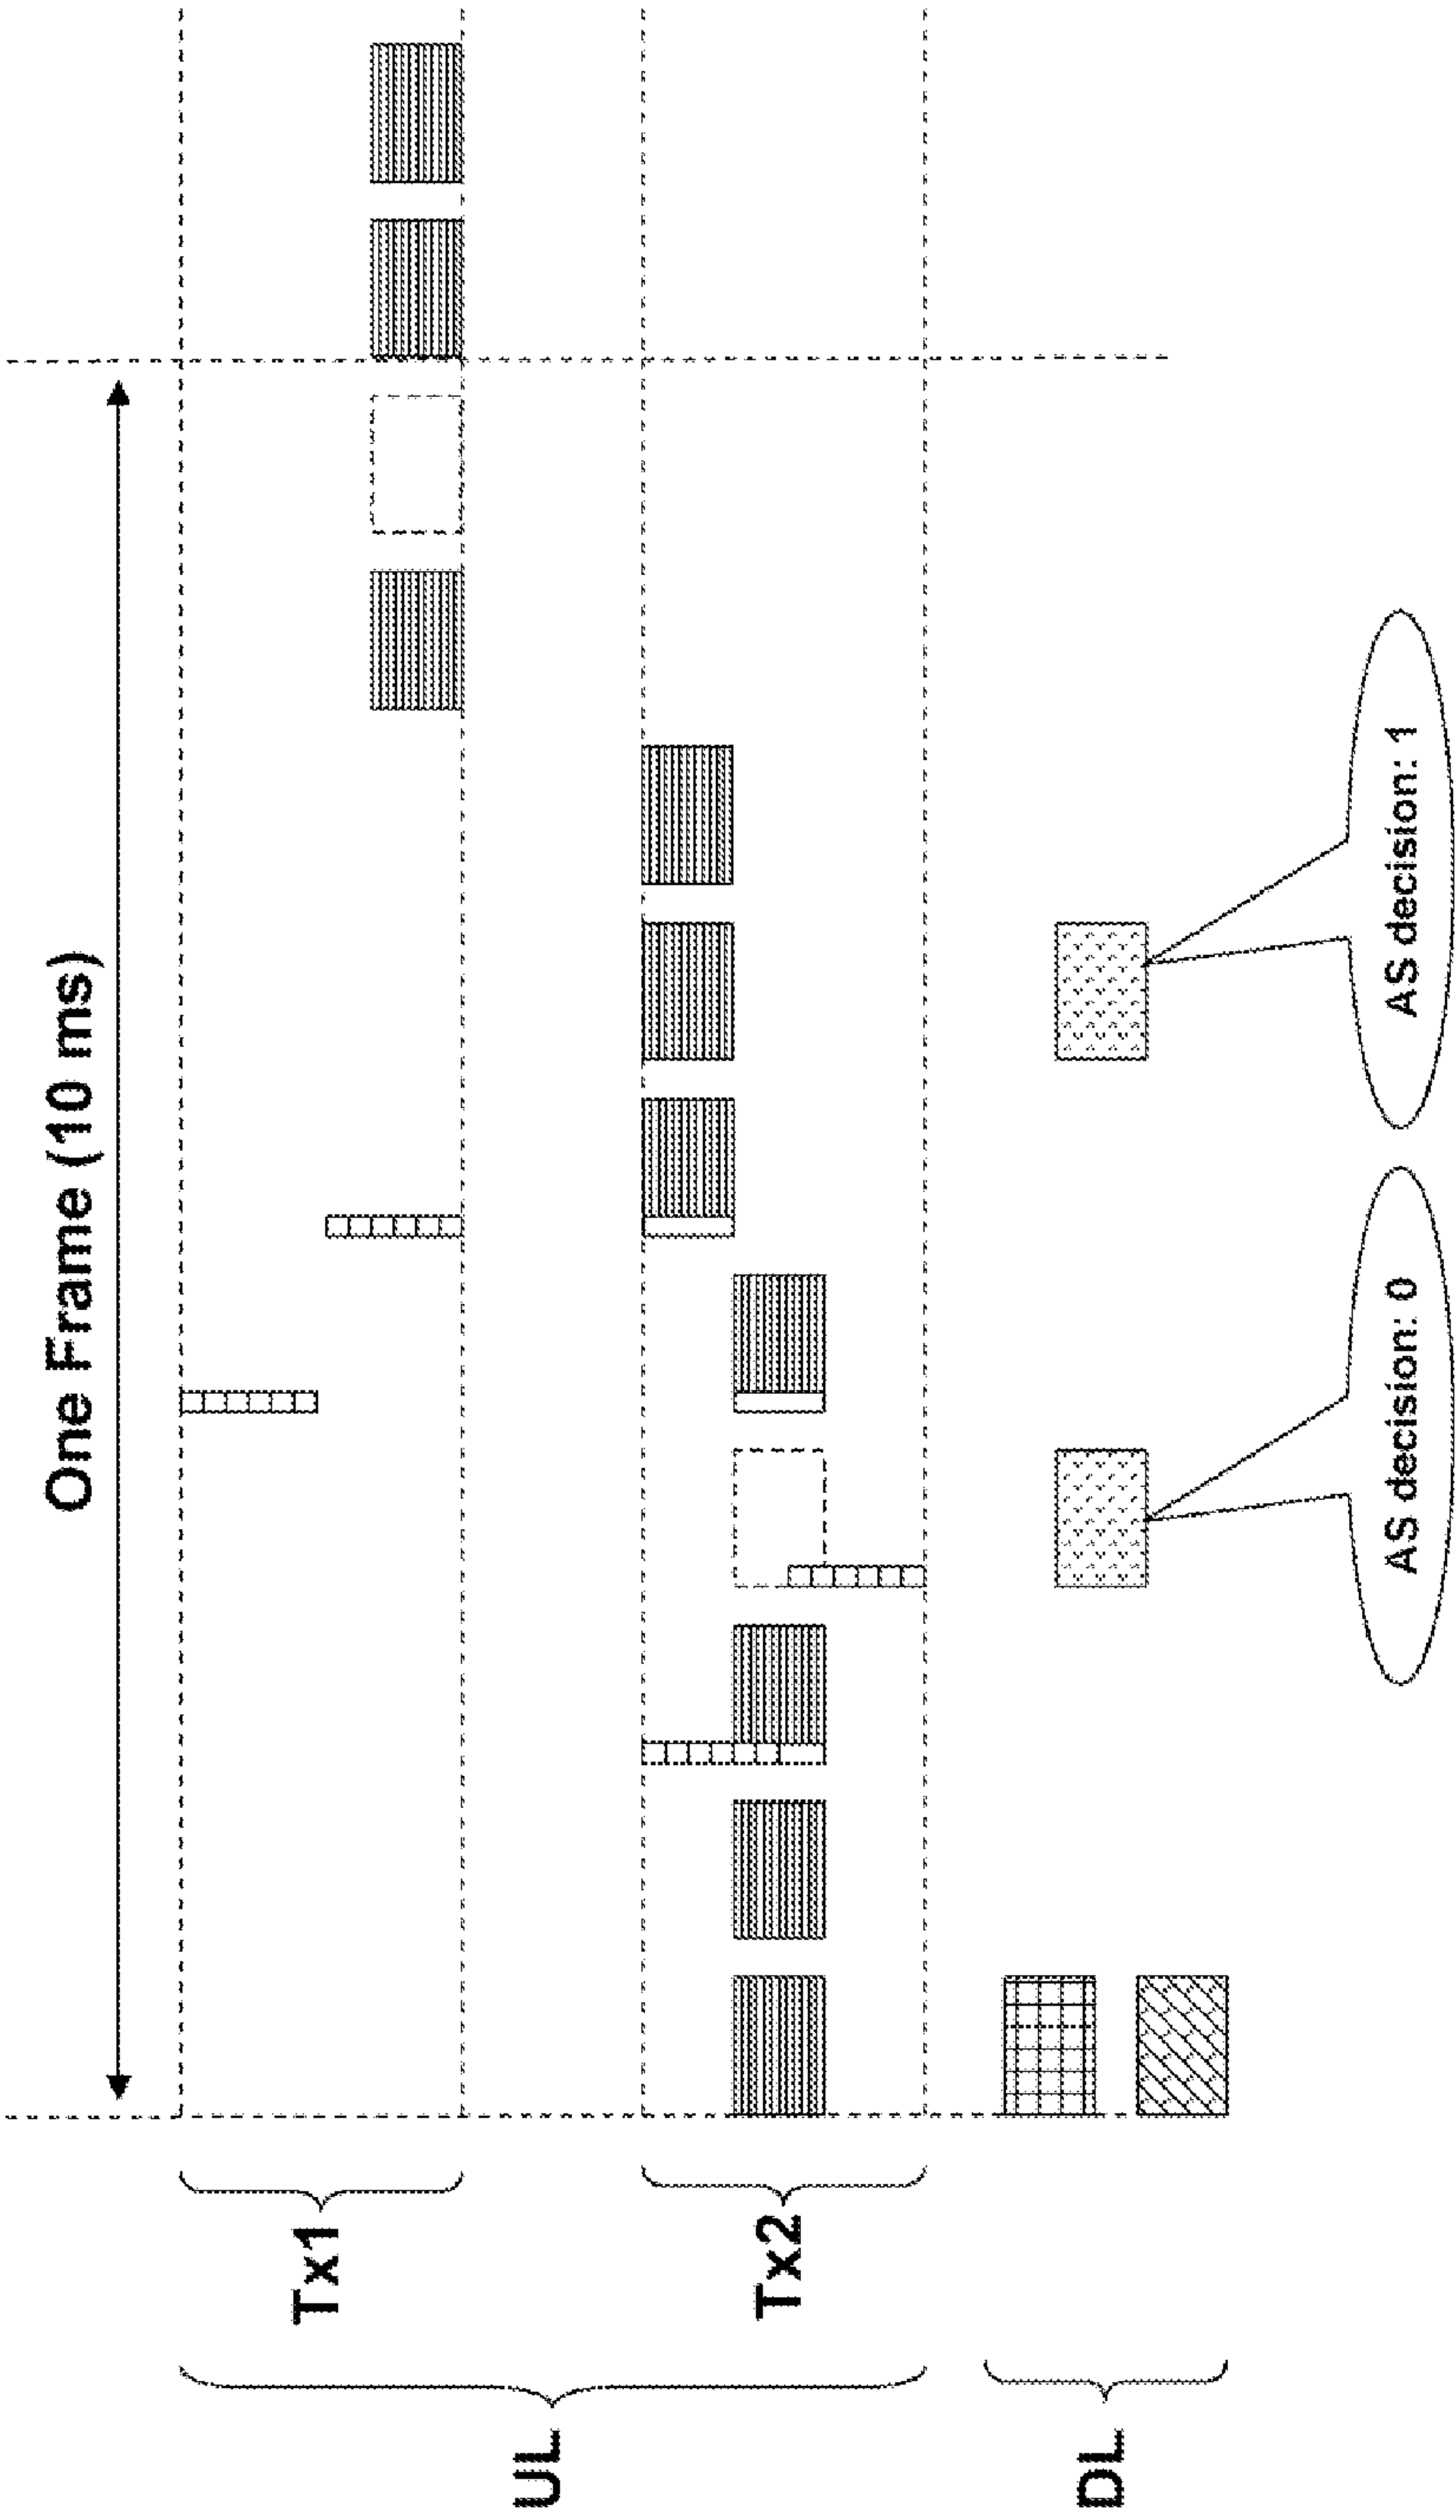 One Frame (10 ms)
UL
Tx1
Tx2
DL
AS decision: 0
AS decision: 1